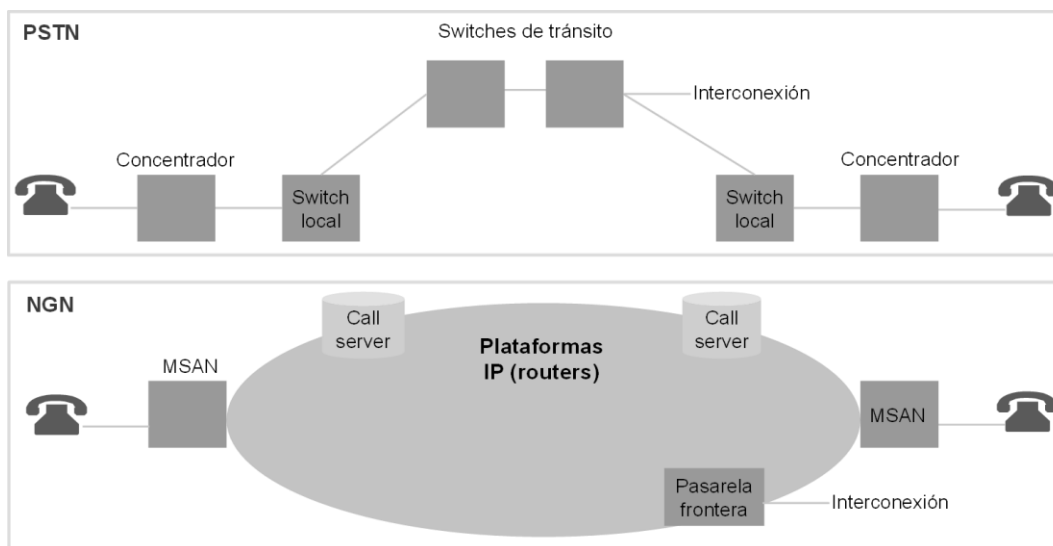 PSTN
Switches de tránsito
Interconexión
Concentrador
Concentrador
Switch
local
Switch
local
NGN
Call
server
Call
server
Plataformas
IP (routers)
MSAN
MSAN
Pasarela
frontera
Interconexión